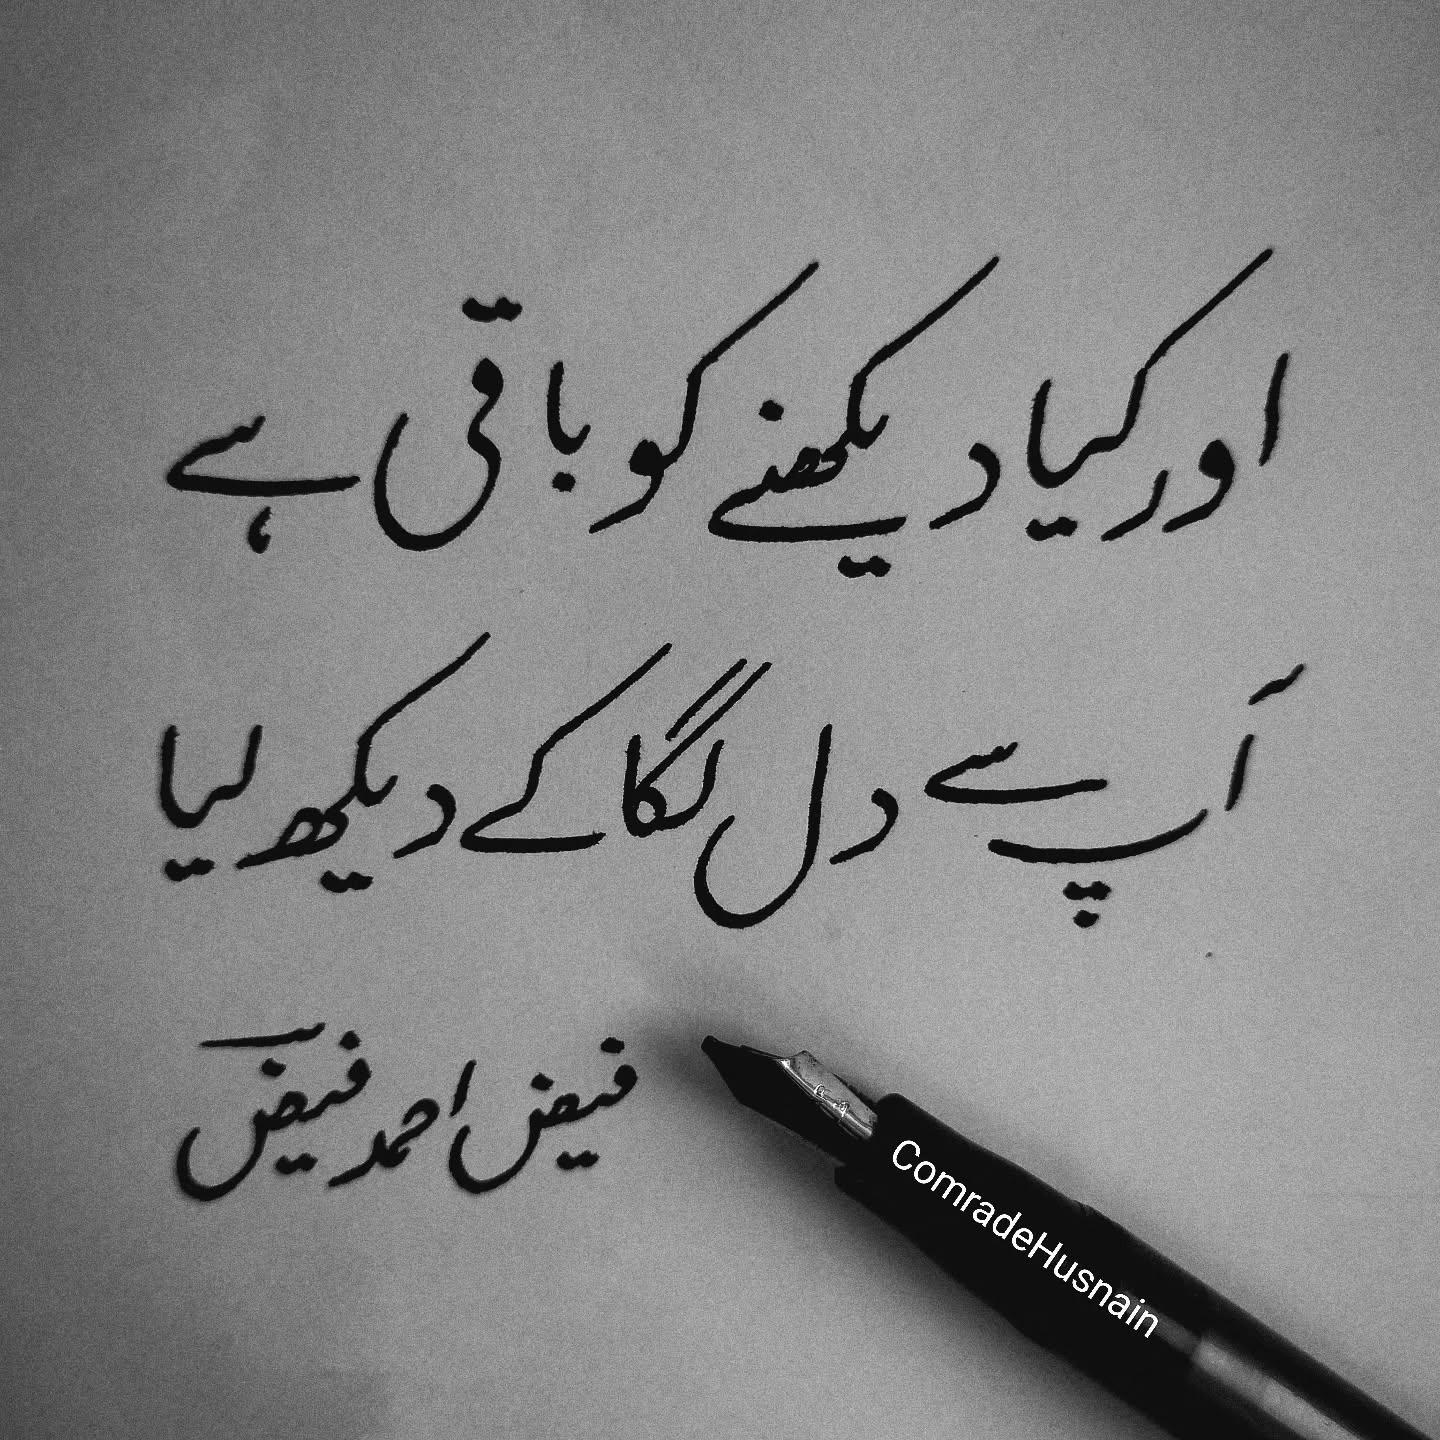 اور کیا دیکھنے کو باقی ہے
آپ سے دل لگا کے دیکھ لیا
فیض احمد فیضؔ
ComradeHusnain